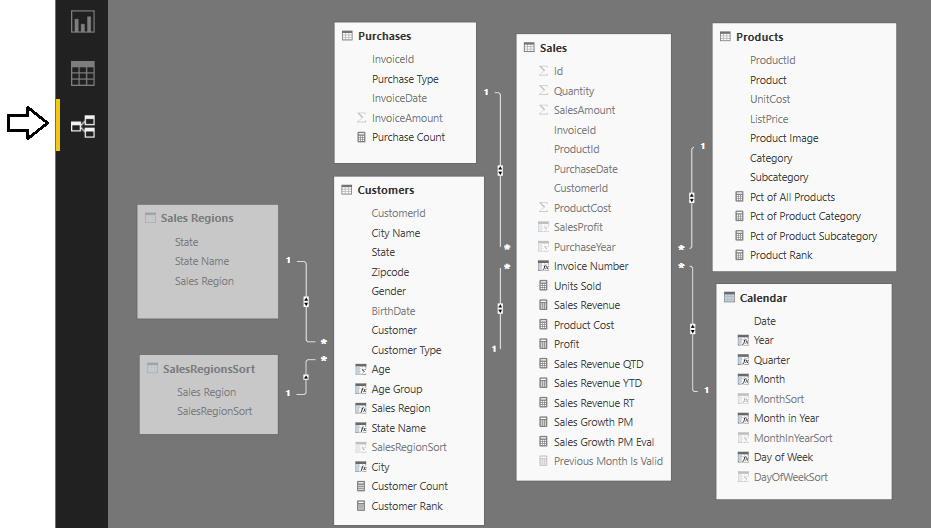 Purchases
InvoiceId
Purchase Type
InvoiceDate
InvoiceAmount
Purchase Count
Sales
Id
Quantity
SalesAmount
InvoiceId
ProductId
PurchaseDate
CustomerId
ProductCost
SalesProfit
PurchaseYear
Invoice Number
Units Sold
Sales Revenue
Product Cost
Profit
Sales Revenue QTD
Sales Revenue YTD
Sales Revenue RT
Sales Growth PM
Sales Growth PM Eval
Previous Month Is Valid
Products
ProductId
Product
UnitCost
ListPrice
Product Image
Category
Subcategory
Pct of All Products
Pct of Product Category
Pct of Product Subcategory
Product Rank
Customers
CustomerId
City Name
State
Zipcode
Gender
BirthDate
Customer
Customer Type
Age
Age Group
Sales Region
State Name
SalesRegionSort
City
Customer Count
Customer Rank
Sales Regions
State
State Name
Sales Region
SalesRegionsSort
Sales Region
SalesRegionSort
Calendar
Date
Year
Quarter
Month
MonthSort
Month in Year
MonthInYearSort
Day of Week
DayOfWeekSort
1
*
1
*
1
*
1
*
1
*
1
*